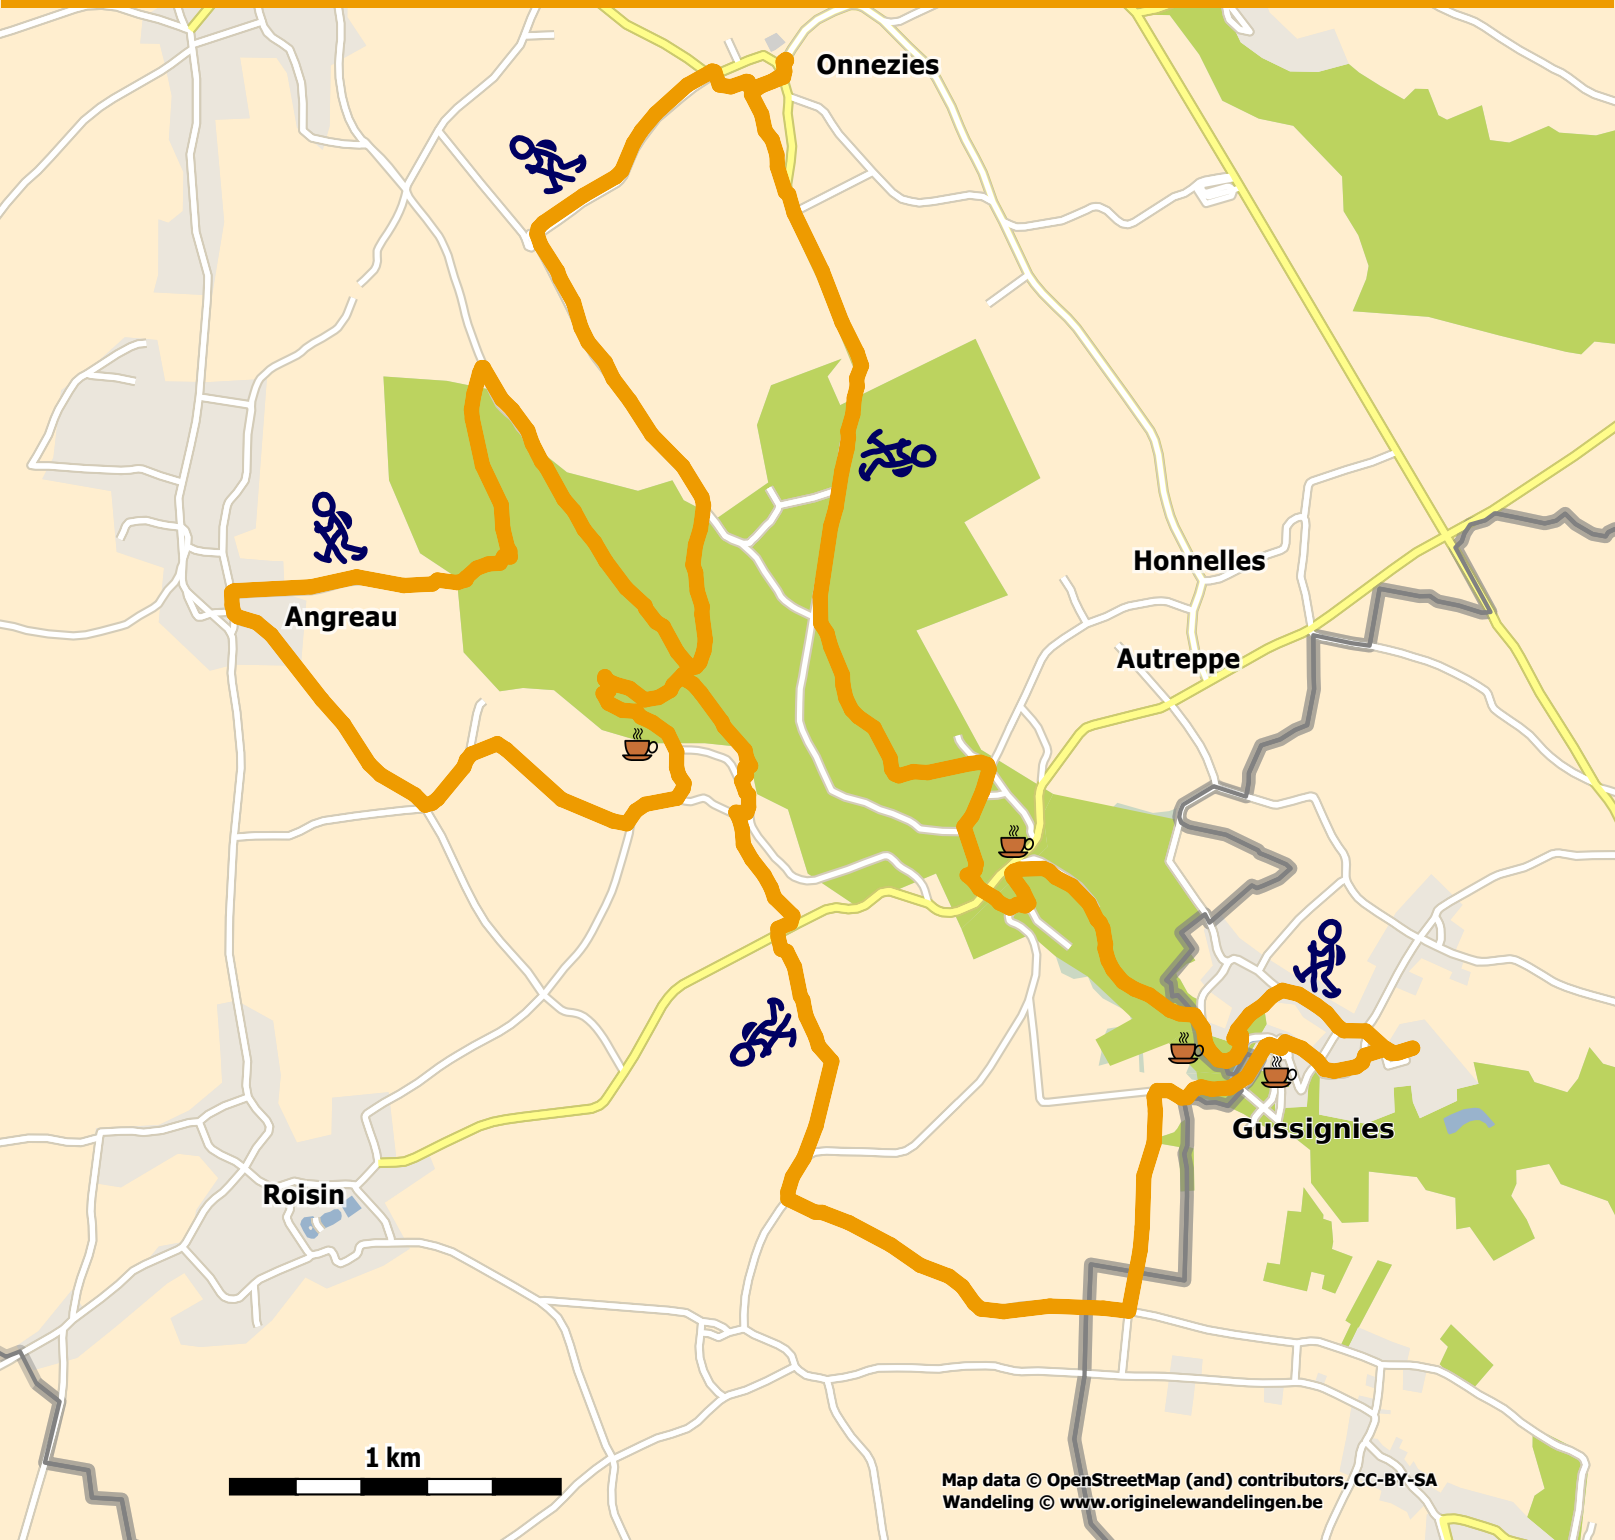 Onnezies
Honnelles
Angreau
Autreppe
Gussignies
Roisin
1 km
Map data © OpenStreetMap (and) contributors, CC-BY-SA
Wandeling © www.originelewandelingen.be